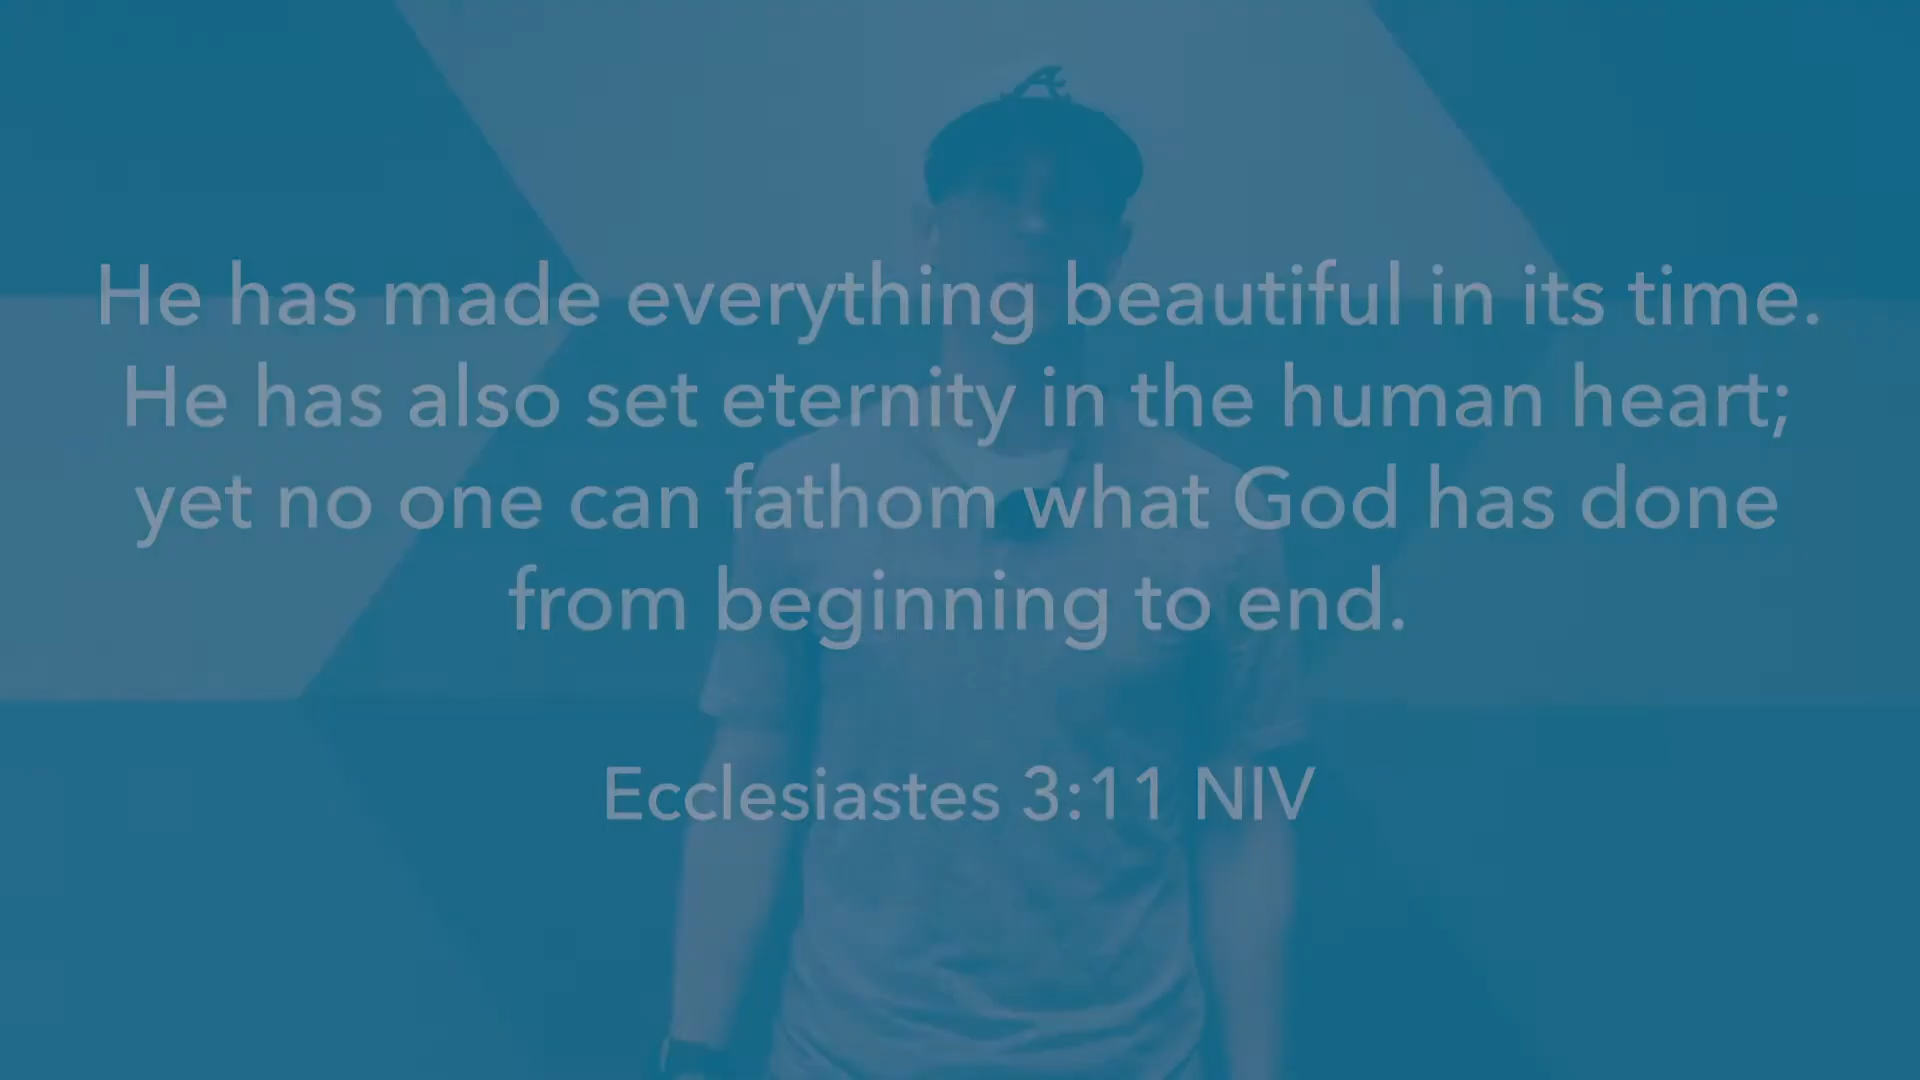 He has made everything beautiful in its time.
He has also set eternity in the human heart;
yet no one can fathom what God has done
from beginning to end.
Ecclesiastes 3:11 NIV